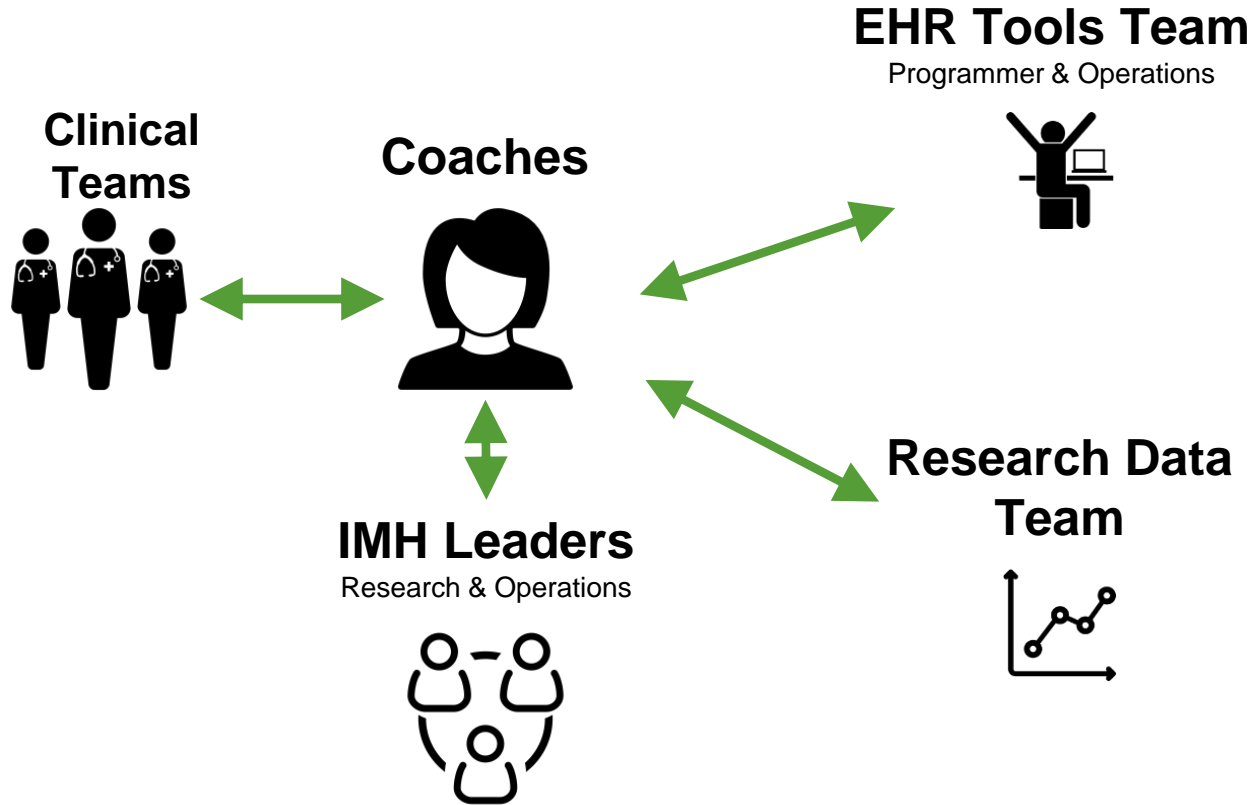 Clinical
Teams
Coaches
EHR Tools Team
Programmer & Operations
IMH Leaders
Research & Operations
Research Data
Team